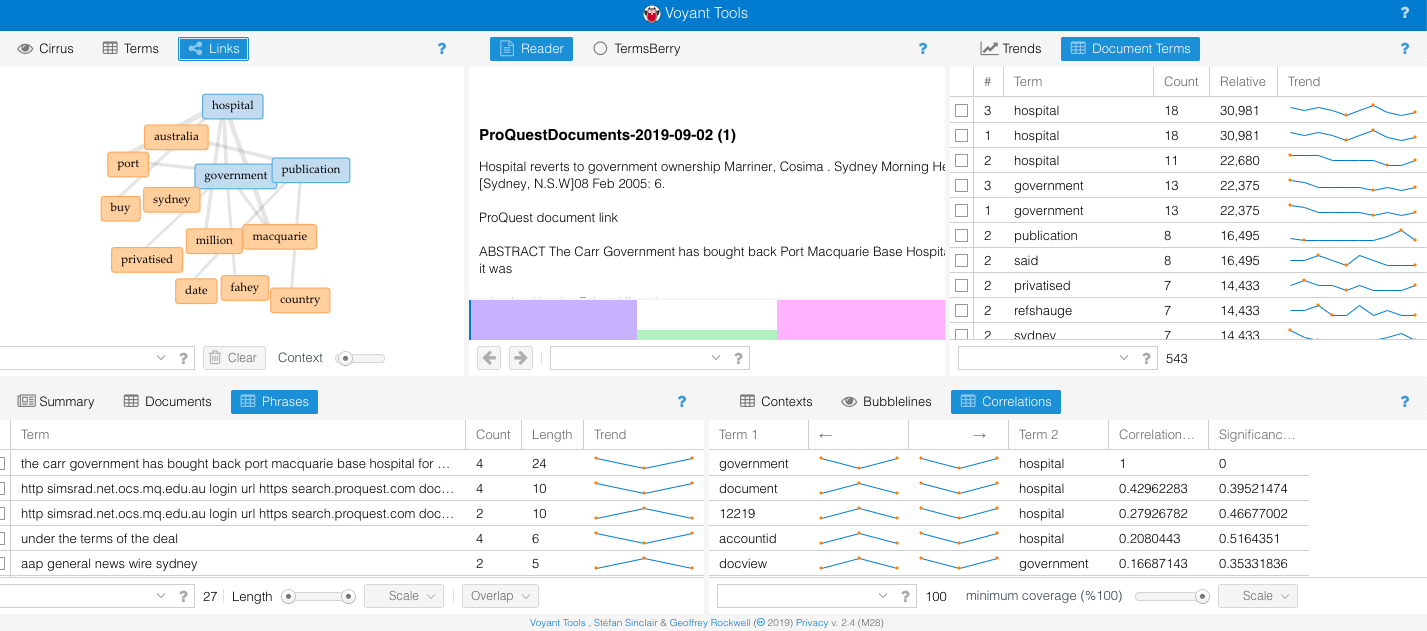 Voyant Tools ?
Cirrus Terms Links ?
hospital
australia
port
government publication
sydney
buy
million macquarie
privatised
date fahey
country
? Clear Context
Reader TermsBerry ?
ProQuestDocuments-2019-09-02 (1)
Hospital reverts to government ownership Marriner, Cosima . Sydney Morning He
[Sydney, N.S.W]08 Feb 2005: 6.
ProQuest document link
ABSTRACT The Carr Government has bought back Port Macquarie Base Hospita
it was
?
Trends Document Terms ?
# Term Count Relative Trend
3 hospital 18 30,981
1 hospital 18 30,981
2 hospital 11 22,680
3 government 13 22,375
1 government 13 22,375
2 publication 8 16,495
2 said 8 16,495
2 privatised 7 14,433
2 refshauge 7 14,433
2 sydney 7 14,433
? 543
Summary Documents Phrases ?
Term Count Length Trend
the carr government has bought back port macquarie base hospital for ... 4 24
http simsrad.net.ocs.mq.edu.au login url https search.proquest.com doc... 4 10
http simsrad.net.ocs.mq.edu.au login url https search.proquest.com doc... 2 10
under the terms of the deal 4 6
aap general news wire sydney 2 5
? 27 Length Scale Overlap
Contexts Bubblelines Correlations ?
Term 1 ← → Term 2 Correlation... Significanc...
government hospital 1 0
document hospital 0.42962283 0.39521474
12219 hospital 0.27926782 0.46677002
accountid hospital 0.2080443 0.5164351
docview government 0.16687143 0.35331836
? 100 minimum coverage (%100) Scale
Voyant Tools , Stéfan Sinclair & Geoffrey Rockwell (2019) Privacy v. 2.4 (M28)